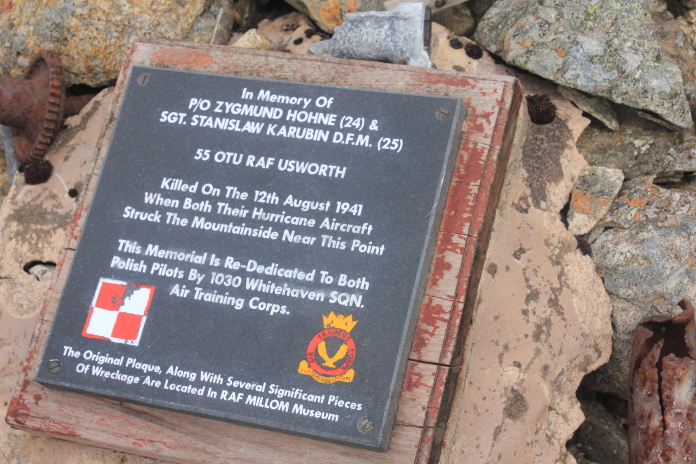 In Memory Of
P/O ZYGMUND HOHNE (24) &
SGT. STANISLAW KARUBIN D.F.M. (25)
55 OTU RAF USWORTH
Killed On The 12th August 1941
When Both Their Hurricane Aircraft
Struck The Mountainside Near This Point
This Memorial Is Re-Dedicated To Both
Polish Pilots By 1030 Whitehaven SQN.
Air Training Corps.
TRAINING
The Original Plaque, Along With Several Significant Pieces
Of Wreckage Are Located In RAF MILLOM Museum